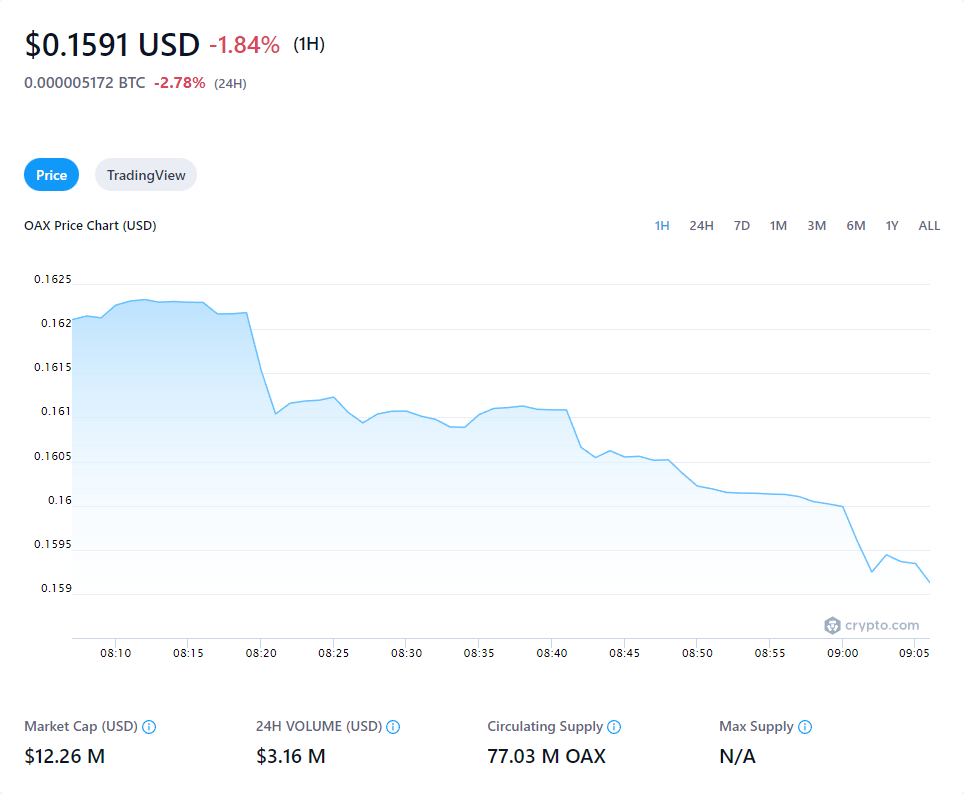 $0.1591 USD -1.84% (1H)
0.000005172 BTC -2.78% (24H)
Price TradingView
OAX Price Chart (USD) 1H 24H 7D 1M 3M 6M 1Y ALL
0.1625
0.162
0.1615
0.161
0.1605
0.16
0.1595
0.159
crypto.com
08:10 08:15 08:20 08:25 08:30 08:35 08:40 08:45 08:50 08:55 09:00 09:05
Market Cap (USD) 24H VOLUME (USD) Circulating Supply Max Supply
$12.26 M $3.16 M 77.03 M OAX N/A